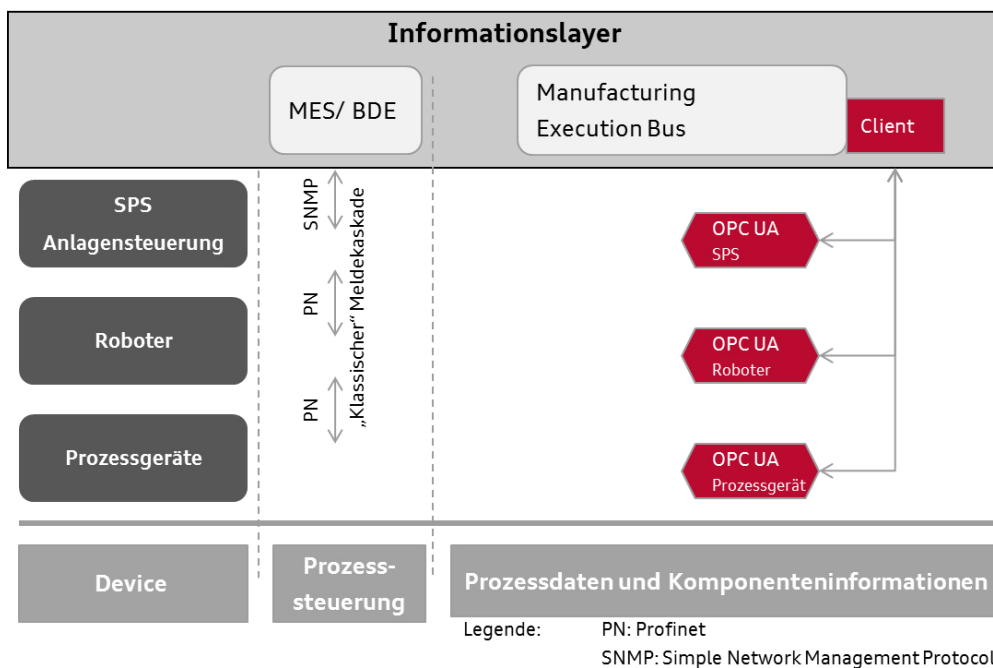 Informationslayer
MES/ BDE
Manufacturing
Execution Bus
Client
SPS
Anlagensteuerung
Roboter
Prozessgeräte
SNMP
PN
PN
„Klassischer“ Meldekaskade
OPC UA
SPS
OPC UA
Roboter
OPC UA
Prozessgerät
Device
Prozess-
steuerung
Prozessdaten und Komponenteninformationen
Legende: PN: Profinet
SNMP: Simple Network Management Protocol